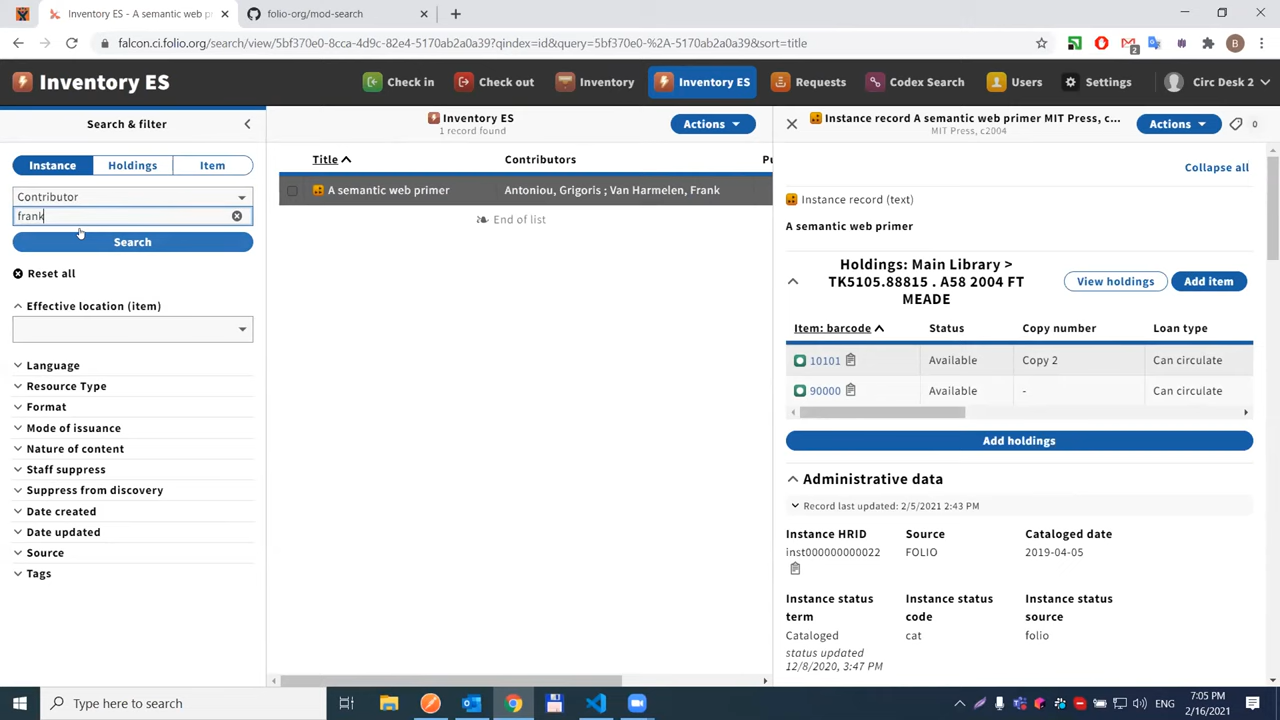 Inventory ES - A semantic web pr
folio-org/mod-search
falcon.ci.folio.org/search/view/5bf370e0-8cca-4d9c-82e4-5170ab2a0a39?qindex=id&query=5bf370e0-%2A-5170ab2a0a39&sort=title
2
B
Inventory ES
Check in
Check out
Inventory
Inventory ES
Requests
Codex Search
Users
Settings
Circ Desk 2
Search & filter
Instance
Holdings
Item
Contributor
frank
Search
Reset all
Effective location (item)
Language
Resource Type
Format
Mode of issuance
Nature of content
Staff suppress
Suppress from discovery
Date created
Date updated
Source
Tags
Inventory ES
1 record found
Actions
Title
Contributors
Pu
A semantic web primer
Antoniou, Grigoris ; Van Harmelen, Frank
End of list
Instance record A semantic web primer MIT Press, c...
MIT Press, c2004
Actions
0
Collapse all
Instance record (text)
A semantic web primer
Holdings: Main Library >
TK5105.88815 . A58 2004 FT
MEADE
View holdings
Add item
Item: barcode
Status
Copy number
Loan type
10101
Available
Copy 2
Can circulate
90000
Available
-
Can circulate
Add holdings
Administrative data
Record last updated: 2/5/2021 2:43 PM
Instance HRID
Source
Cataloged date
inst000000000022
FOLIO
2019-04-05
Instance status
term
Instance status
code
Instance status
source
Cataloged
cat
folio
status updated
12/8/2020, 3:47 PM
Type here to search
ENG
7:05 PM
2/16/2021